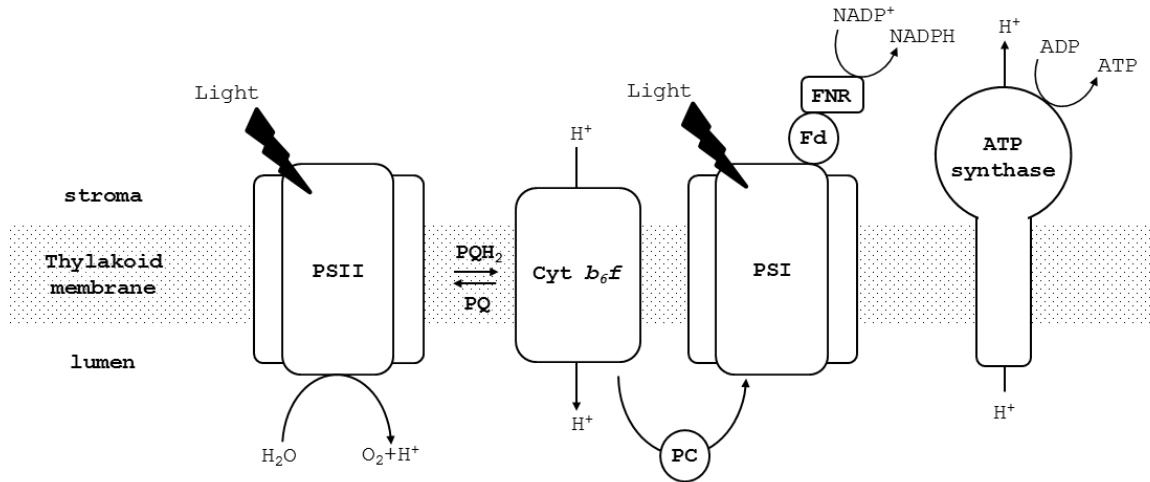 NADP⁺
NADPH
H⁺
ADP
ATP
Light
Light
FNR
Fd
H⁺
ATP
synthase
stroma
PQH₂
Thylakoid
membrane
PSII
Cyt b₆f
PSI
PQ
lumen
H₂O
O₂+H⁺
H⁺
PC
H⁺